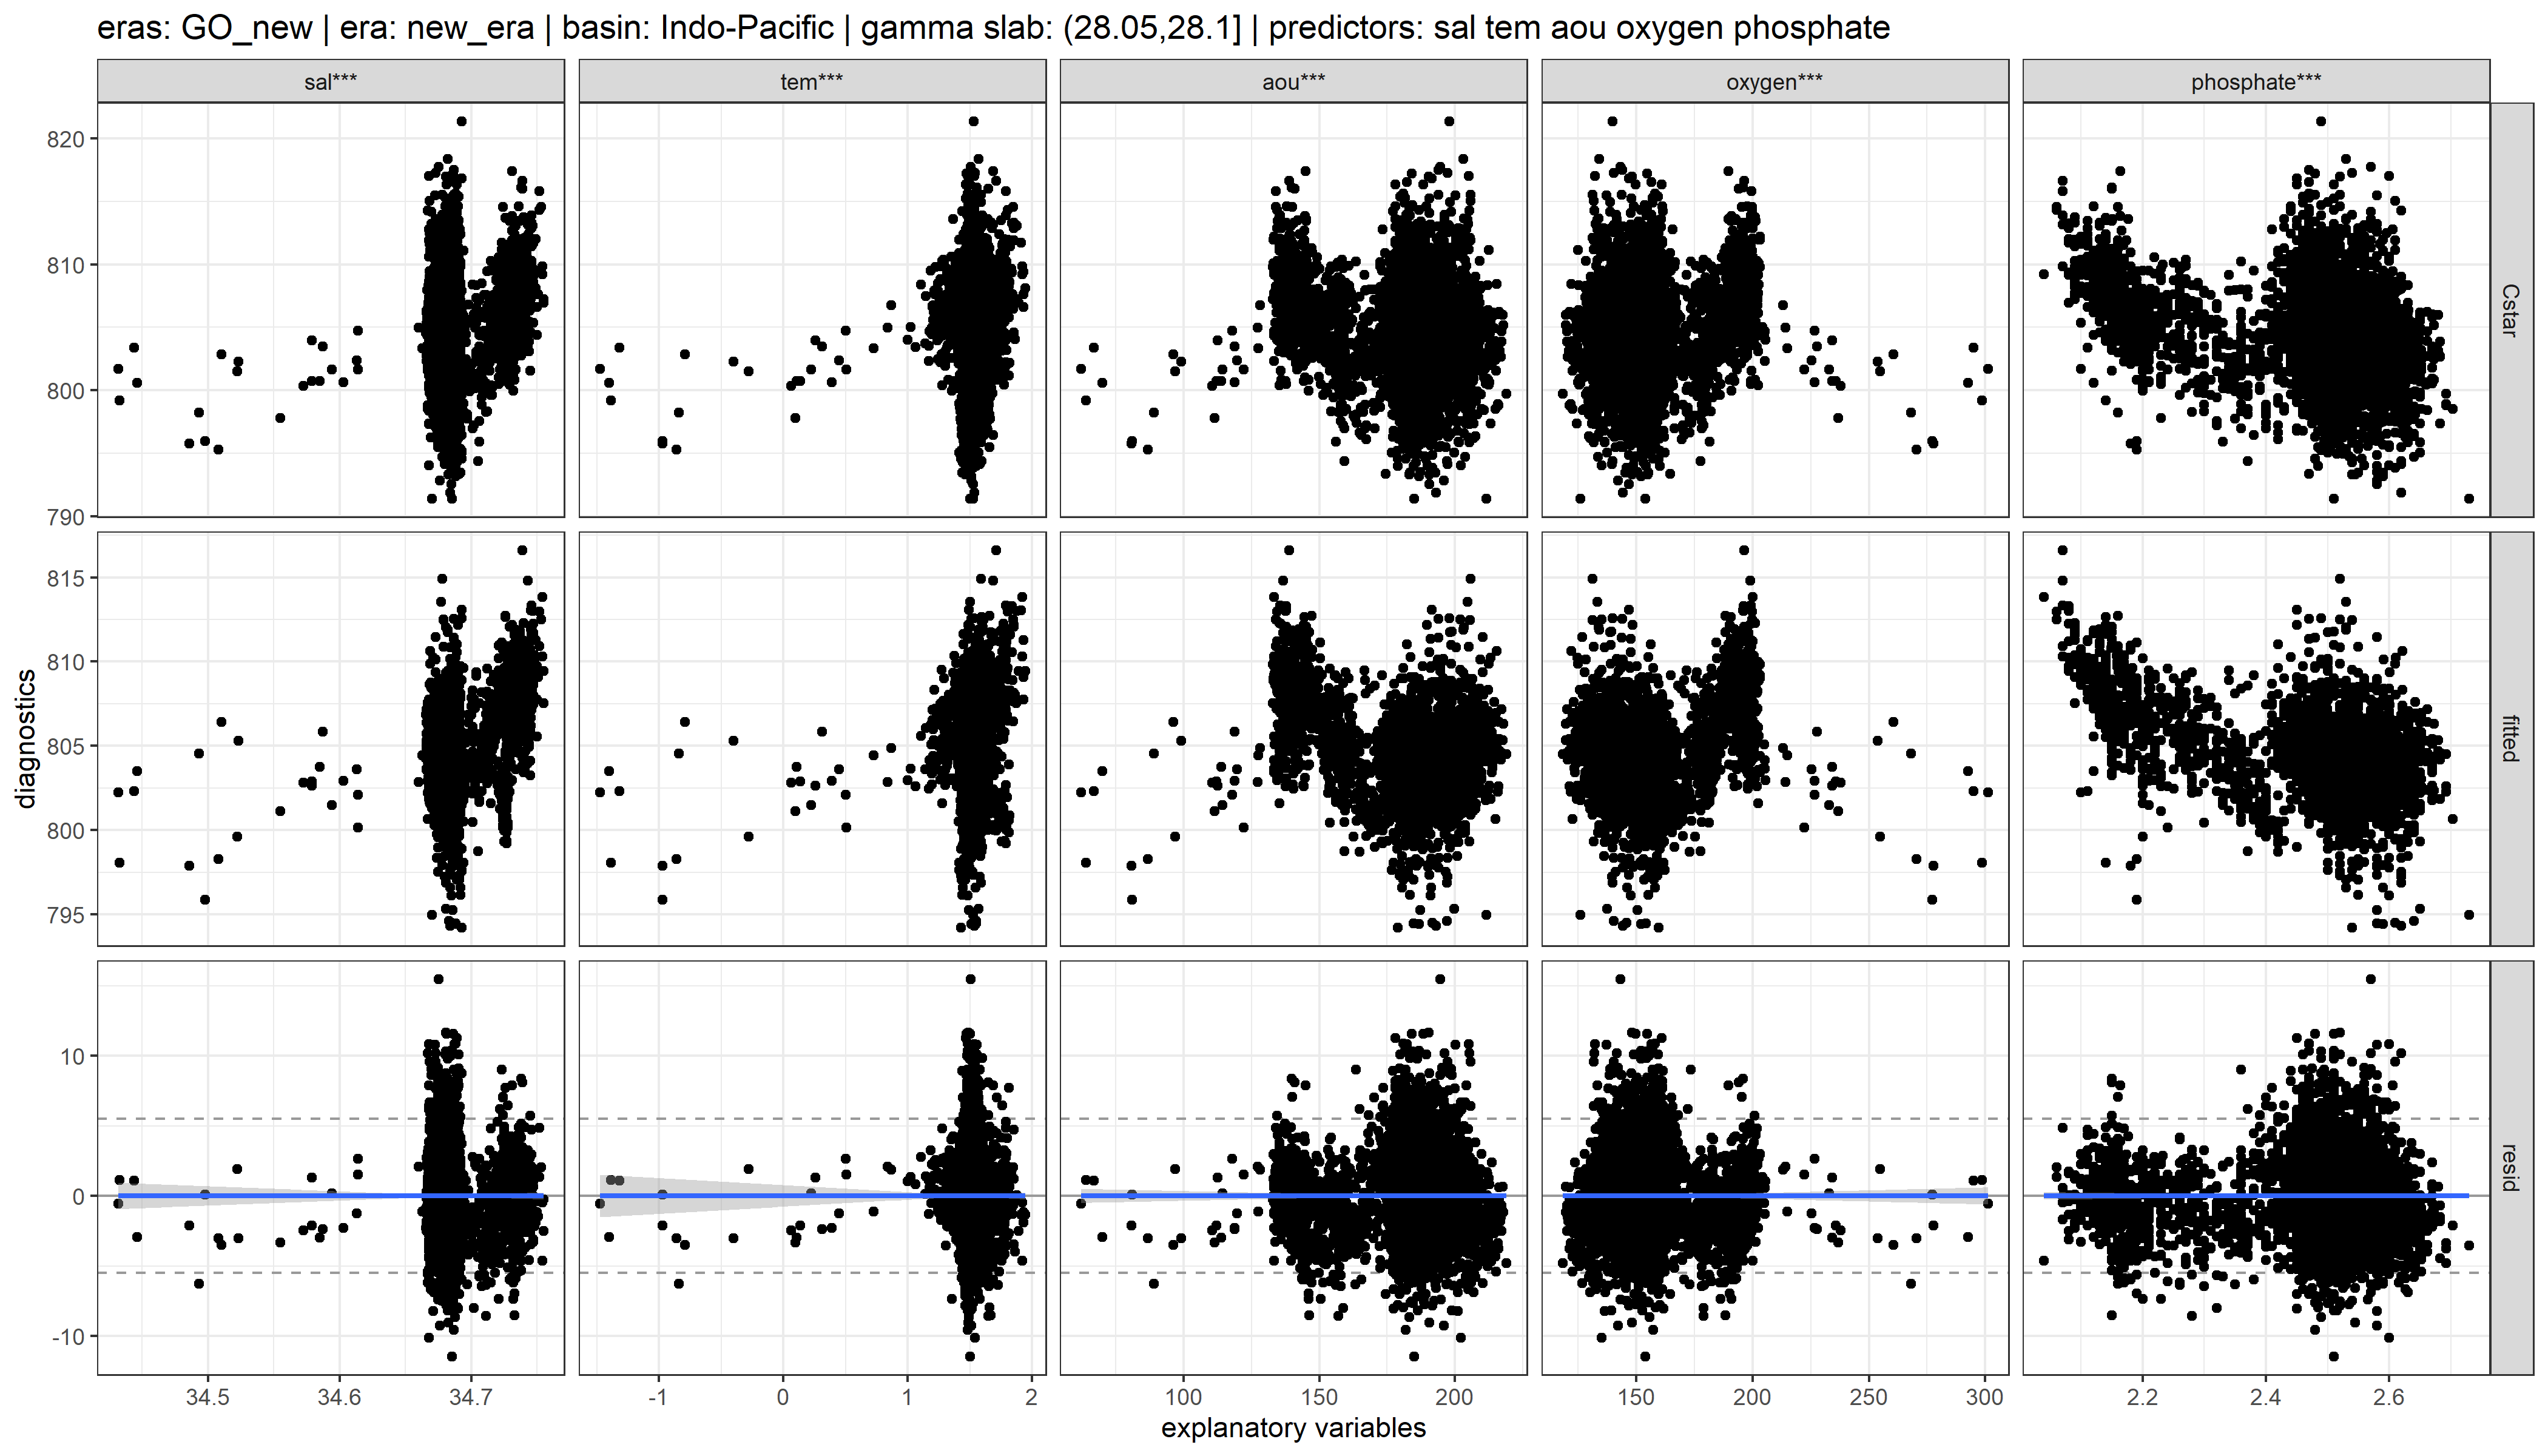 eras: GO_new | era: new_era | basin: Indo-Pacific | gamma slab: (28.05,28.1] | predictors: sal tem aou oxygen phosphate
sal***
tem***
aou***
oxygen***
phosphate***
820
810
800
790
Cstar
815
810
805
800
795
fitted
diagnostics
10
0
-10
resid
34.5 34.6 34.7
-1 0 1 2
100 150 200
150 200 250 300
2.2 2.4 2.6
explanatory variables